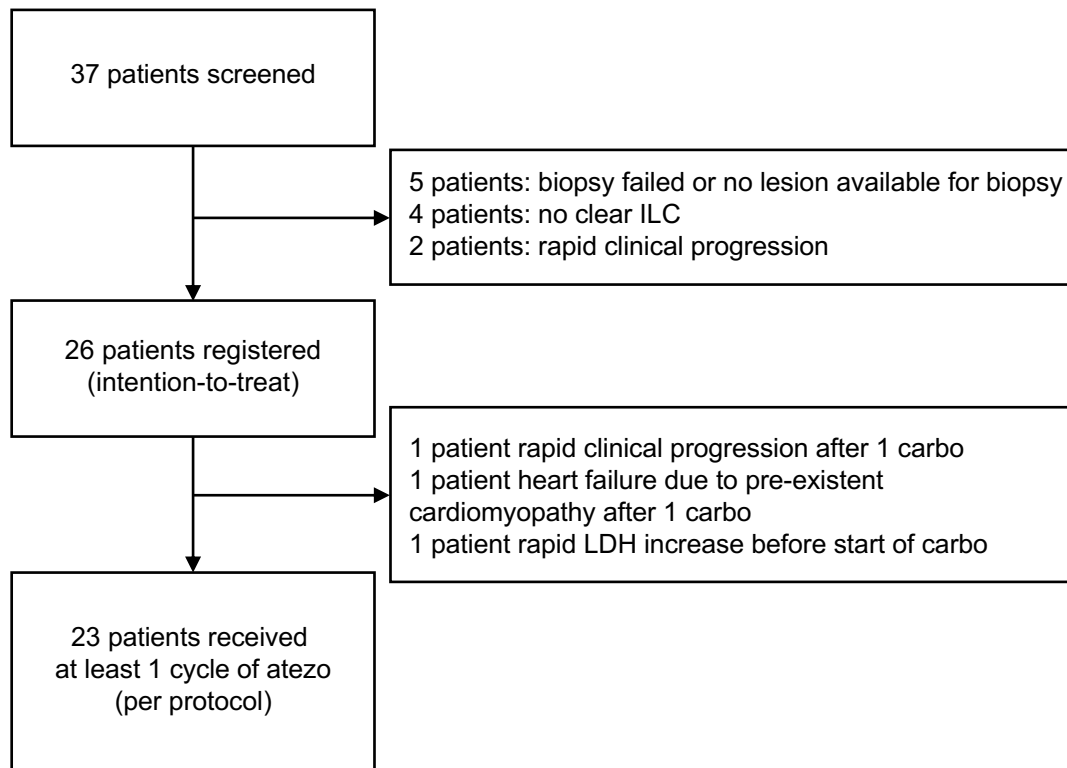 37 patients screened
5 patients: biopsy failed or no lesion available for biopsy
4 patients: no clear ILC
2 patients: rapid clinical progression
26 patients registered
(intention-to-treat)
1 patient rapid clinical progression after 1 carbo
1 patient heart failure due to pre-existent
cardiomyopathy after 1 carbo
1 patient rapid LDH increase before start of carbo
23 patients received
at least 1 cycle of atezo
(per protocol)